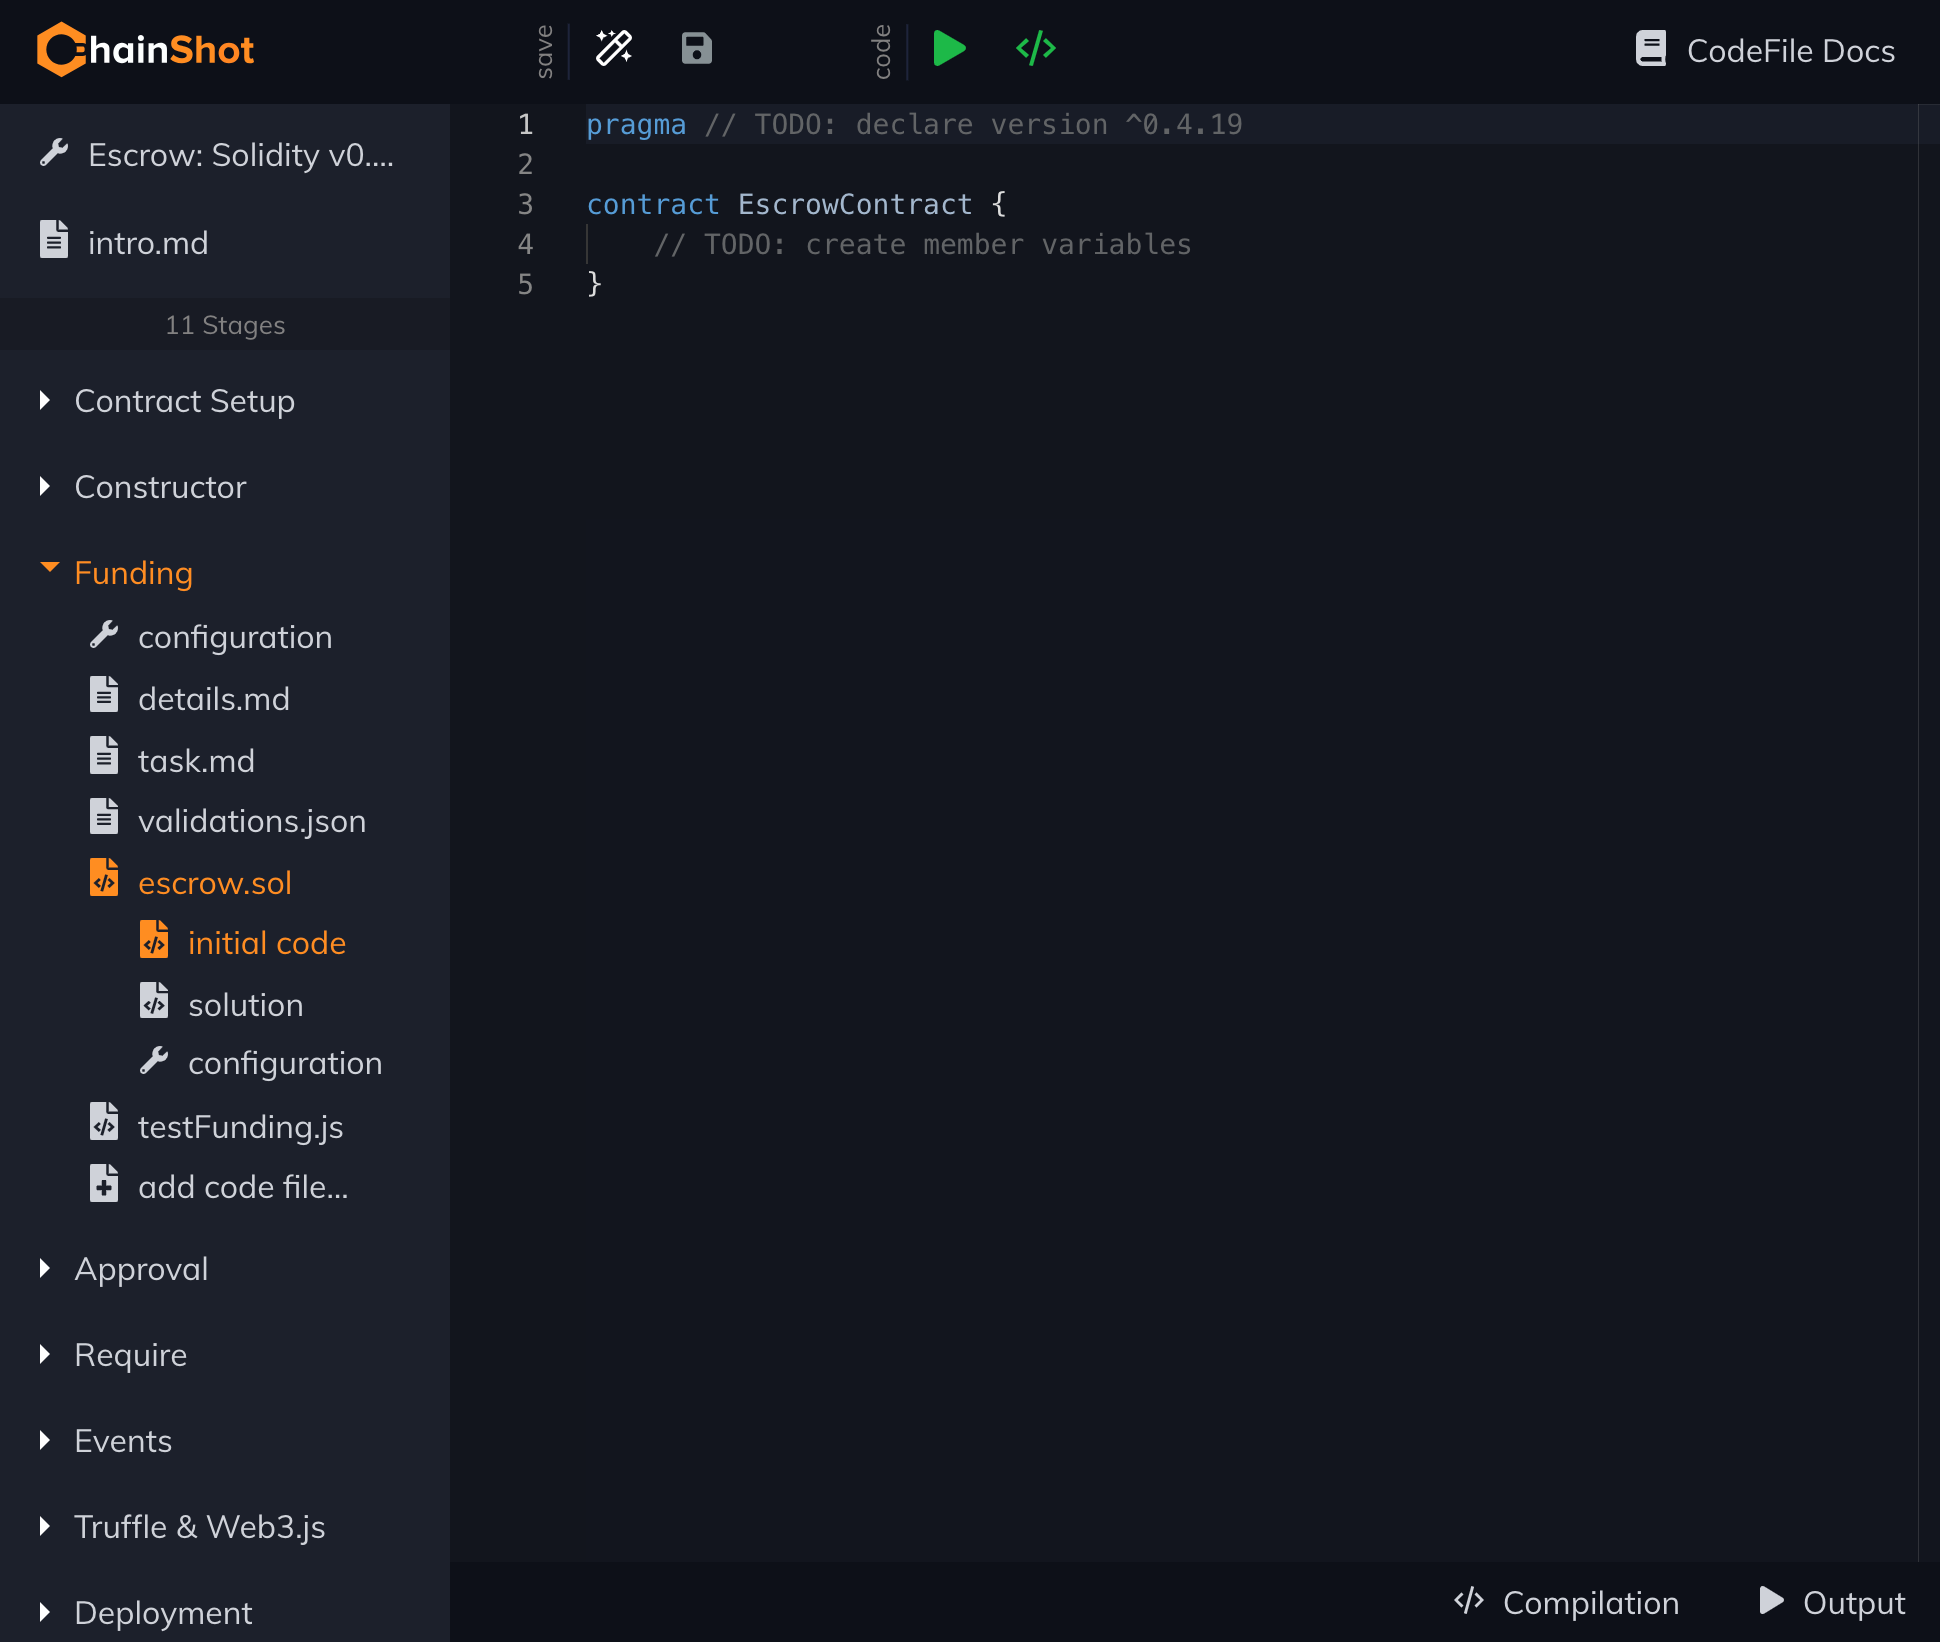 ChainShot
save
code
CodeFile Docs
Escrow: Solidity v0....
intro.md
11 Stages
Contract Setup
Constructor
Funding
configuration
details.md
task.md
validations.json
escrow.sol
initial code
solution
configuration
testFunding.js
add code file...
Approval
Require
Events
Truffle & Web3.js
Deployment
1 pragma // TODO: declare version ^0.4.19
2
3 contract EscrowContract {
4 // TODO: create member variables
5 }
</> Compilation
Output